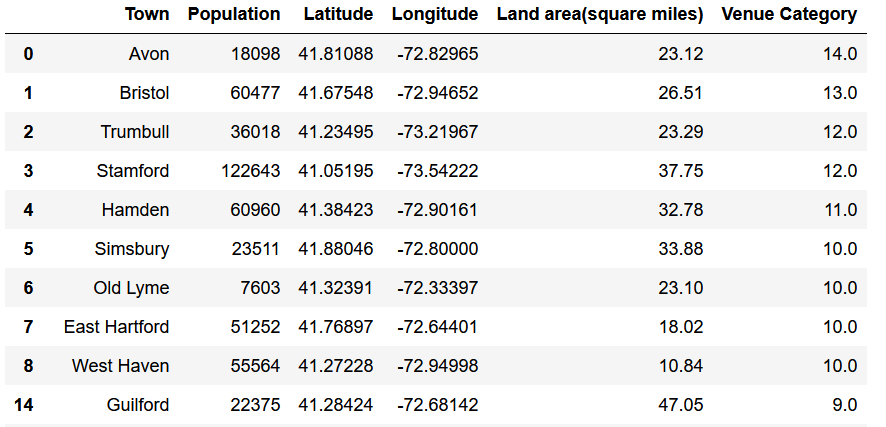 Town Population Latitude Longitude Land area(square miles) Venue Category
0 Avon 18098 41.81088 -72.82965 23.12 14.0
1 Bristol 60477 41.67548 -72.94652 26.51 13.0
2 Trumbull 36018 41.23495 -73.21967 23.29 12.0
3 Stamford 122643 41.05195 -73.54222 37.75 12.0
4 Hamden 60960 41.38423 -72.90161 32.78 11.0
5 Simsbury 23511 41.88046 -72.80000 33.88 10.0
6 Old Lyme 7603 41.32391 -72.33397 23.10 10.0
7 East Hartford 51252 41.76897 -72.64401 18.02 10.0
8 West Haven 55564 41.27228 -72.94998 10.84 10.0
14 Guilford 22375 41.28424 -72.68142 47.05 9.0